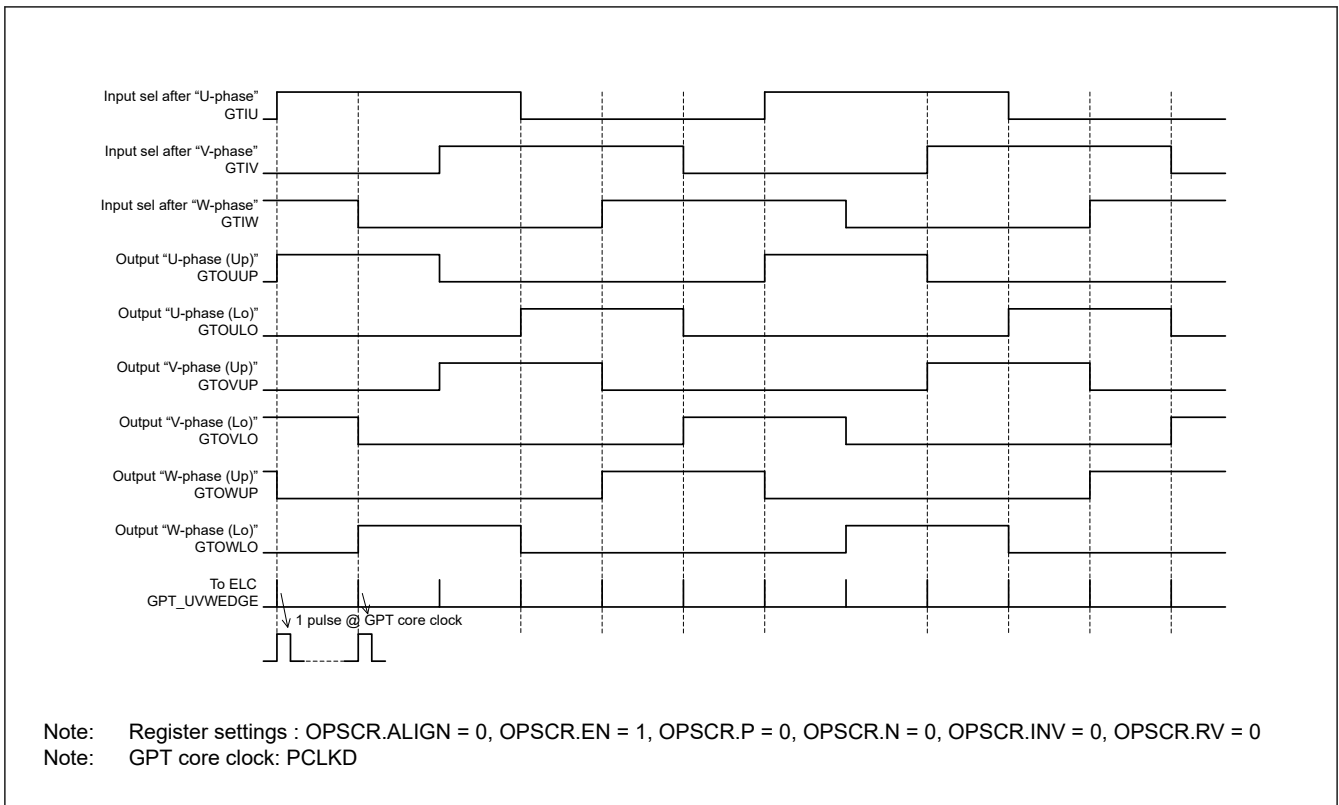 Input sel after “U-phase”
GTIU
Input sel after “V-phase”
GTIV
Input sel after “W-phase”
GTIW
Output “U-phase (Up)”
GTOUUP
Output “U-phase (Lo)”
GTOULO
Output “V-phase (Up)”
GTOVUP
Output “V-phase (Lo)”
GTOVLO
Output “W-phase (Up)”
GTOWUP
Output “W-phase (Lo)”
GTOWLO
To ELC
GPT_UVWEDGE
1 pulse @ GPT core clock
Note: Register settings : OPSCR.ALIGN = 0, OPSCR.EN = 1, OPSCR.P = 0, OPSCR.N = 0, OPSCR.INV = 0, OPSCR.RV = 0
Note: GPT core clock: PCLKD